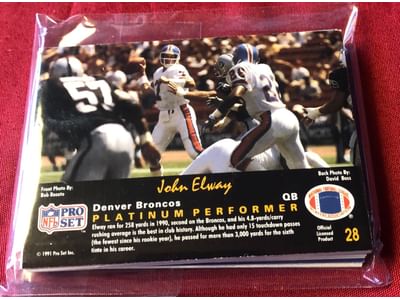 57
7
Front Photo By:
Bob Rosato
John Elway
Back Photo By:
David Boss
Denver Broncos
QB
NFL
PRO
SET
PLATINUM PERFORMER
Elway ran for 258 yards in 1990, second on the Broncos, and his 4.8-yards/carry
rushing average is the best in club history. Although he had only 15 touchdown passes
(the fewest since his rookie year), he passed for more than 3,000 yards for the sixth
time in his career.
Official
Licensed
Product
28
© 1991 Pro Set Inc.